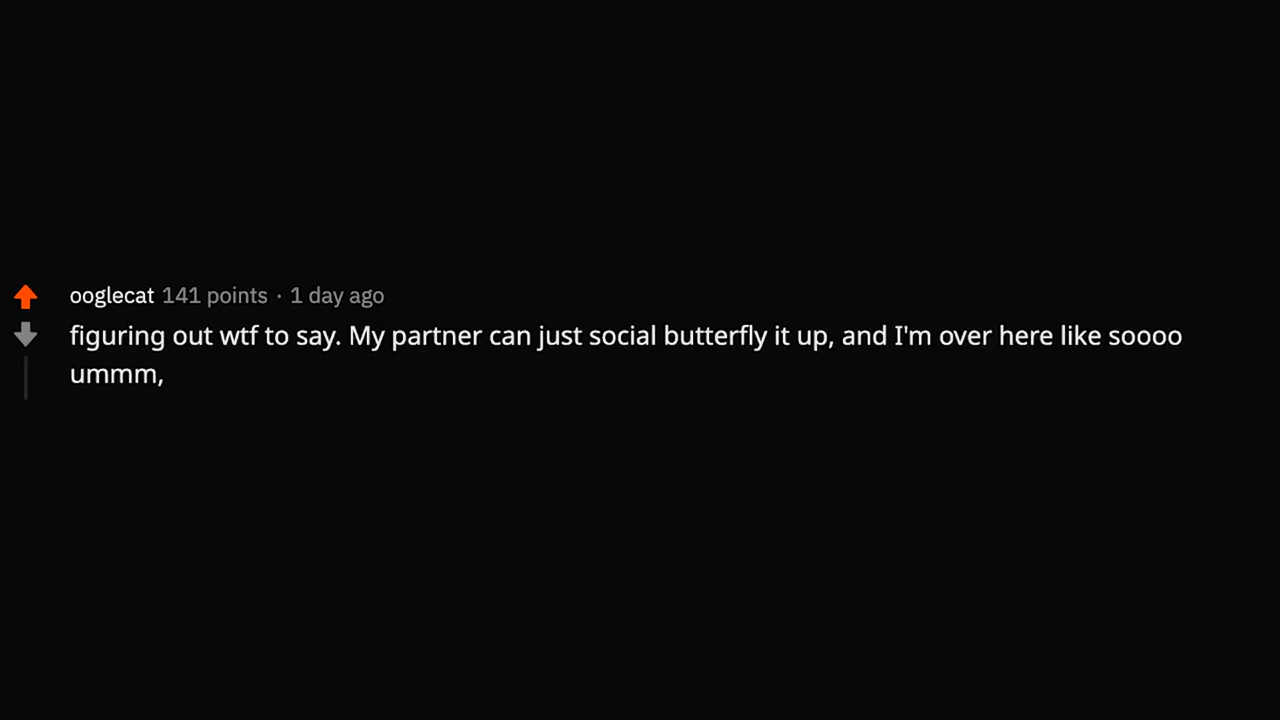 ooglecat 141 points · 1 day ago
figuring out wtf to say. My partner can just social butterfly it up, and I'm over here like soooo
ummm,